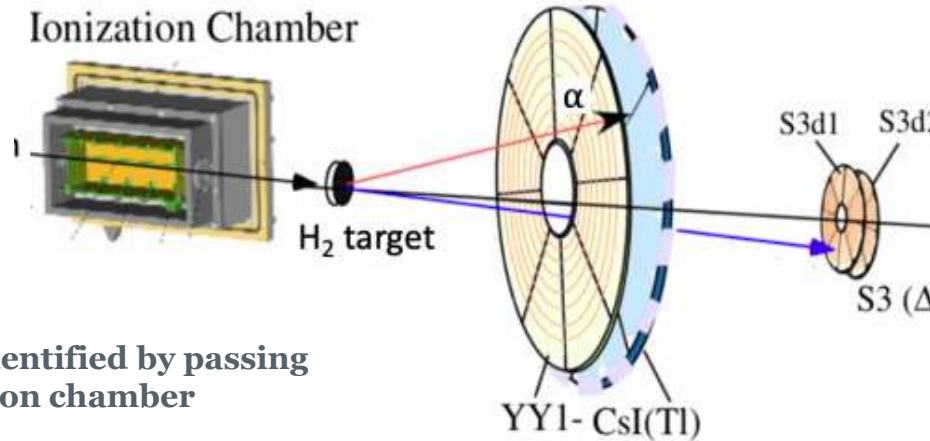 Ionization Chamber
α
S3d1 S3d2
H₂ target
S3 (Δ
entified by passing
on chamber
YY1- CsI(Tl)